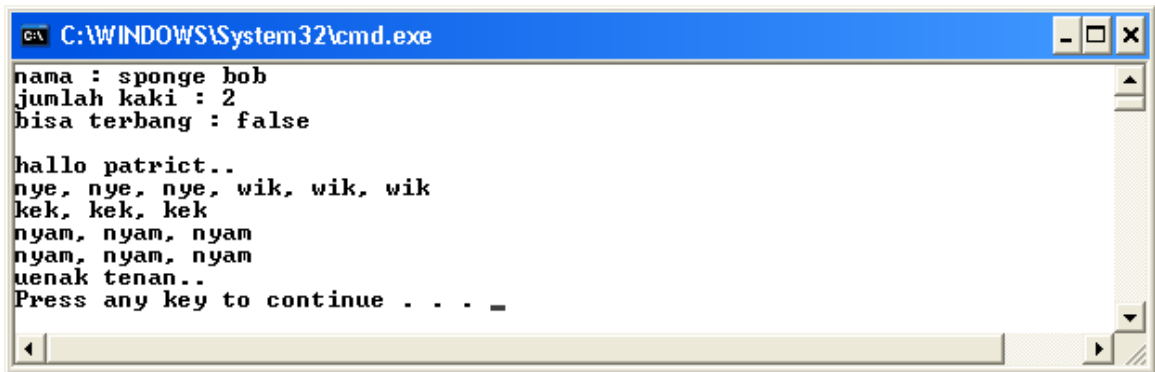 C:\WINDOWS\System32\cmd.exe
nama : sponge bob
jumlah kaki : 2
bisa terbang : false
hallo patrict..
nye, nye, nye, wik, wik, wik
kek, kek, kek
nyam, nyam, nyam
nyam, nyam, nyam
uenak tenan..
Press any key to continue . . . _